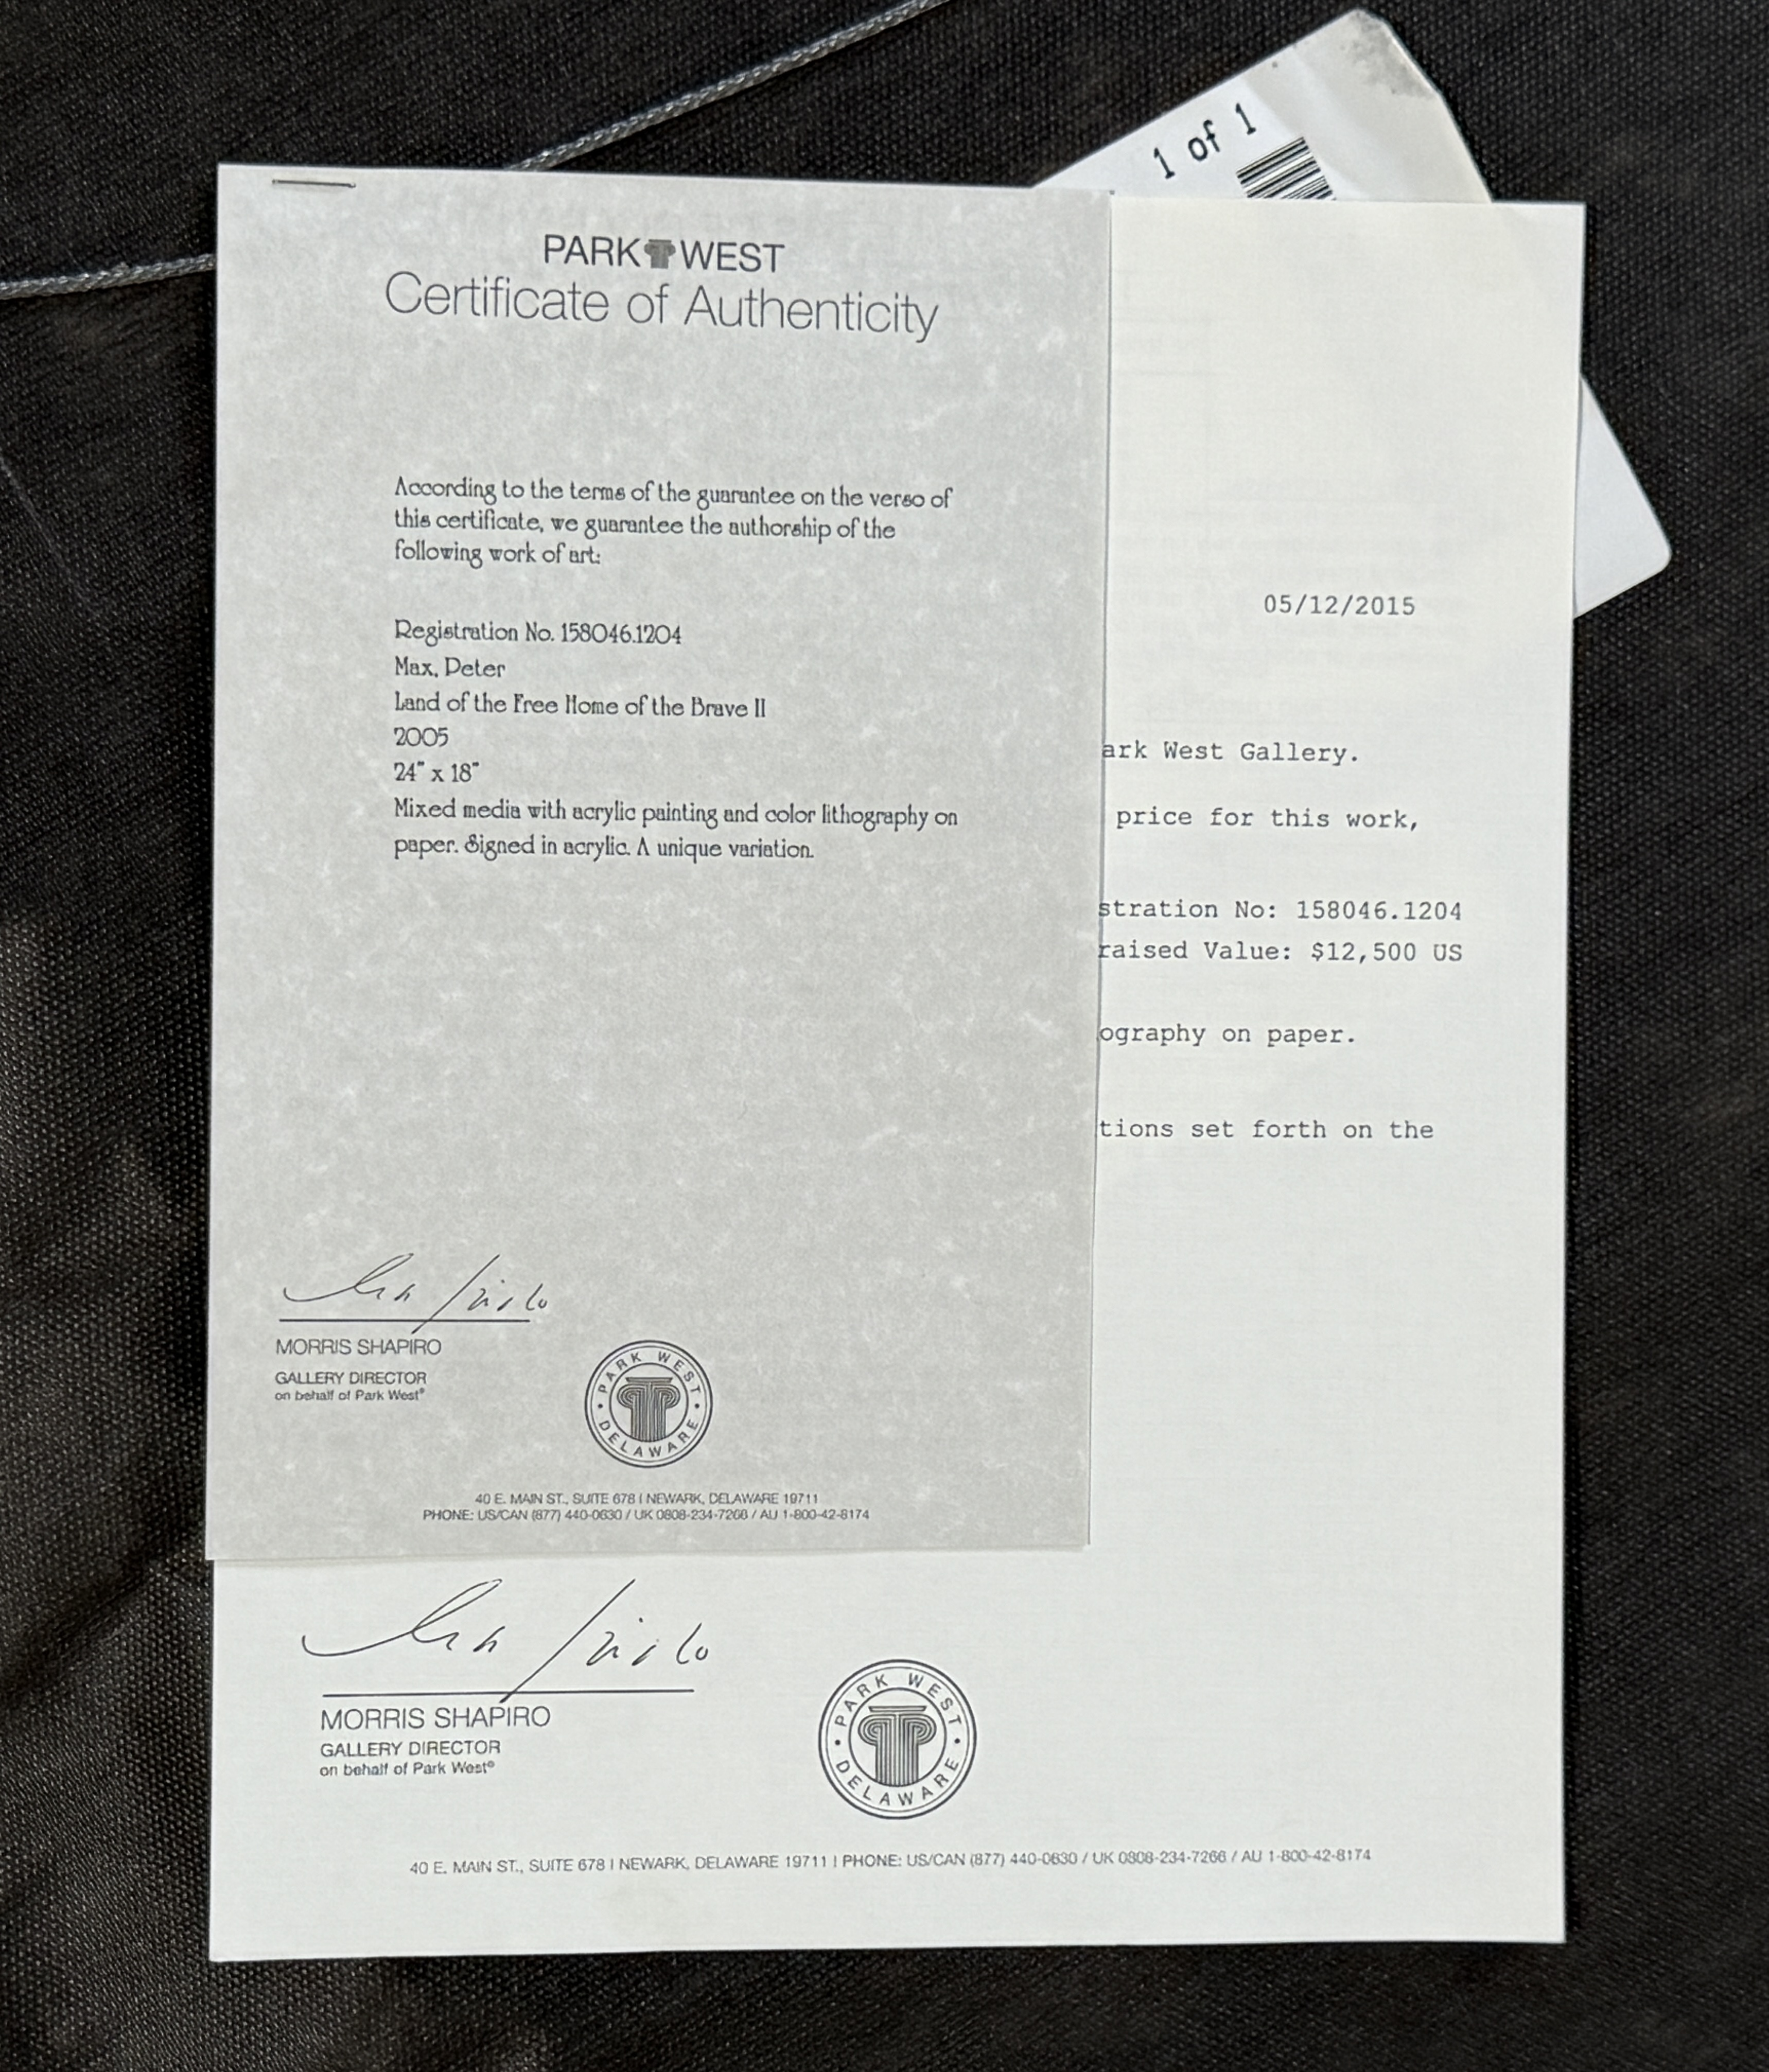 1 of 1
PARK WEST
Certificate of Authenticity
According to the terms of the guarantee on the verso of
this certificate, we guarantee the authorship of the
following work of art:
Registration No. 158046.1204
Max, Peter
Land of the Free Home of the Brave II
2005
24" x 18"
Mixed media with acrylic painting and color lithography on
paper. Signed in acrylic. A unique variation.
MORRIS SHAPIRO
GALLERY DIRECTOR
on behalf of Park West®
PARK WEST
DELAWARE
40 E. MAIN ST., SUITE 678 | NEWARK, DELAWARE 19711
PHONE: US/CAN (877) 440-0630 / UK 0808-234-7266 / AU 1-800-42-8174
05/12/2015
ark West Gallery.
price for this work,
stration No: 158046.1204
raised Value: $12,500 US
ography on paper.
tions set forth on the
MORRIS SHAPIRO
GALLERY DIRECTOR
on behalf of Park West®
PARK WEST
DELAWARE
40 E. MAIN ST., SUITE 678 | NEWARK, DELAWARE 19711 | PHONE: US/CAN (877) 440-0630 / UK 0808-234-7266 / AU 1-800-42-8174